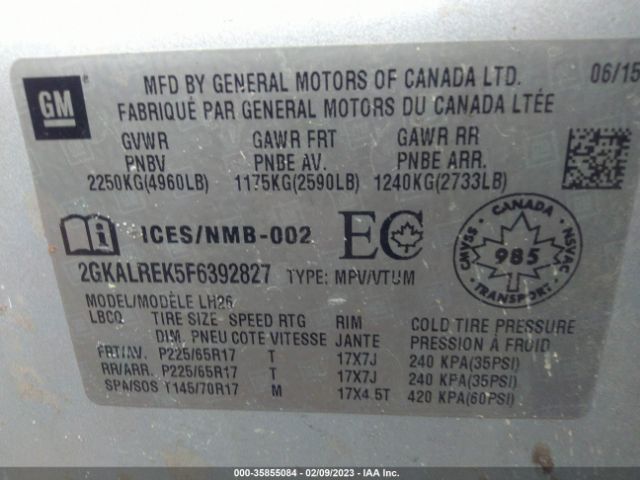 GM
MFD BY GENERAL MOTORS OF CANADA LTD. 06/15
FABRIQUÉ PAR GENERAL MOTORS DU CANADA LTÉE
GVWR GAWR FRT GAWR RR
PNBV PNBE AV. PNBE ARR.
2250KG(4960LB) 1175KG(2590LB) 1240KG(2733LB)
ICES/NMB-002 EC
CANADA
CMVSS 985 NSVAC
TRANSPORT
2GKALREK5F6392827 TYPE: MPV/VTUM
MODEL/MODÈLE LH26
LBCQ TIRE SIZE SPEED RTG RIM COLD TIRE PRESSURE
DIM. PNEU COTE VITESSE JANTE PRESSION À FROID
FRT/AV. P225/65R17 T 17X7J 240 KPA(35PSI)
RR/ARR. P225/65R17 T 17X7J 240 KPA(35PSI)
SPA/SOS T145/70R17 M 17X4.5T 420 KPA(60PSI)
000-35855084 / 02/09/2023 - IAA Inc.